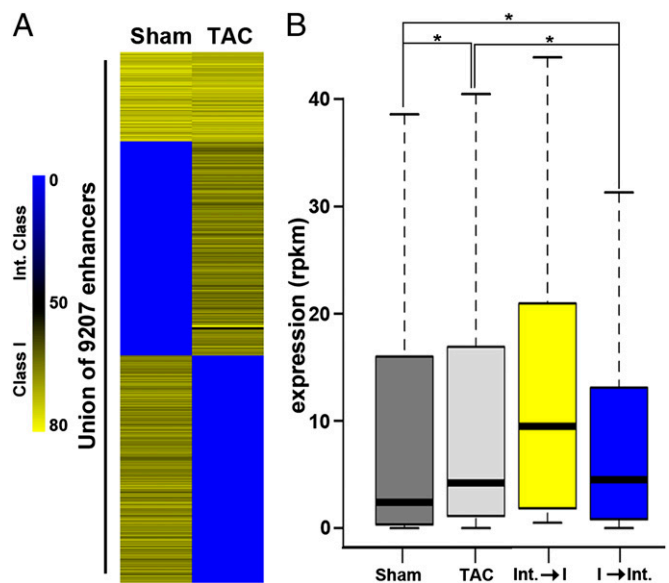 A
Sham TAC
Union of 9207 enhancers
Int. Class
Class I
0
50
80
B
*
*
*
expression (rpkm)
40
30
20
10
0
Sham TAC Int.→I I→Int.